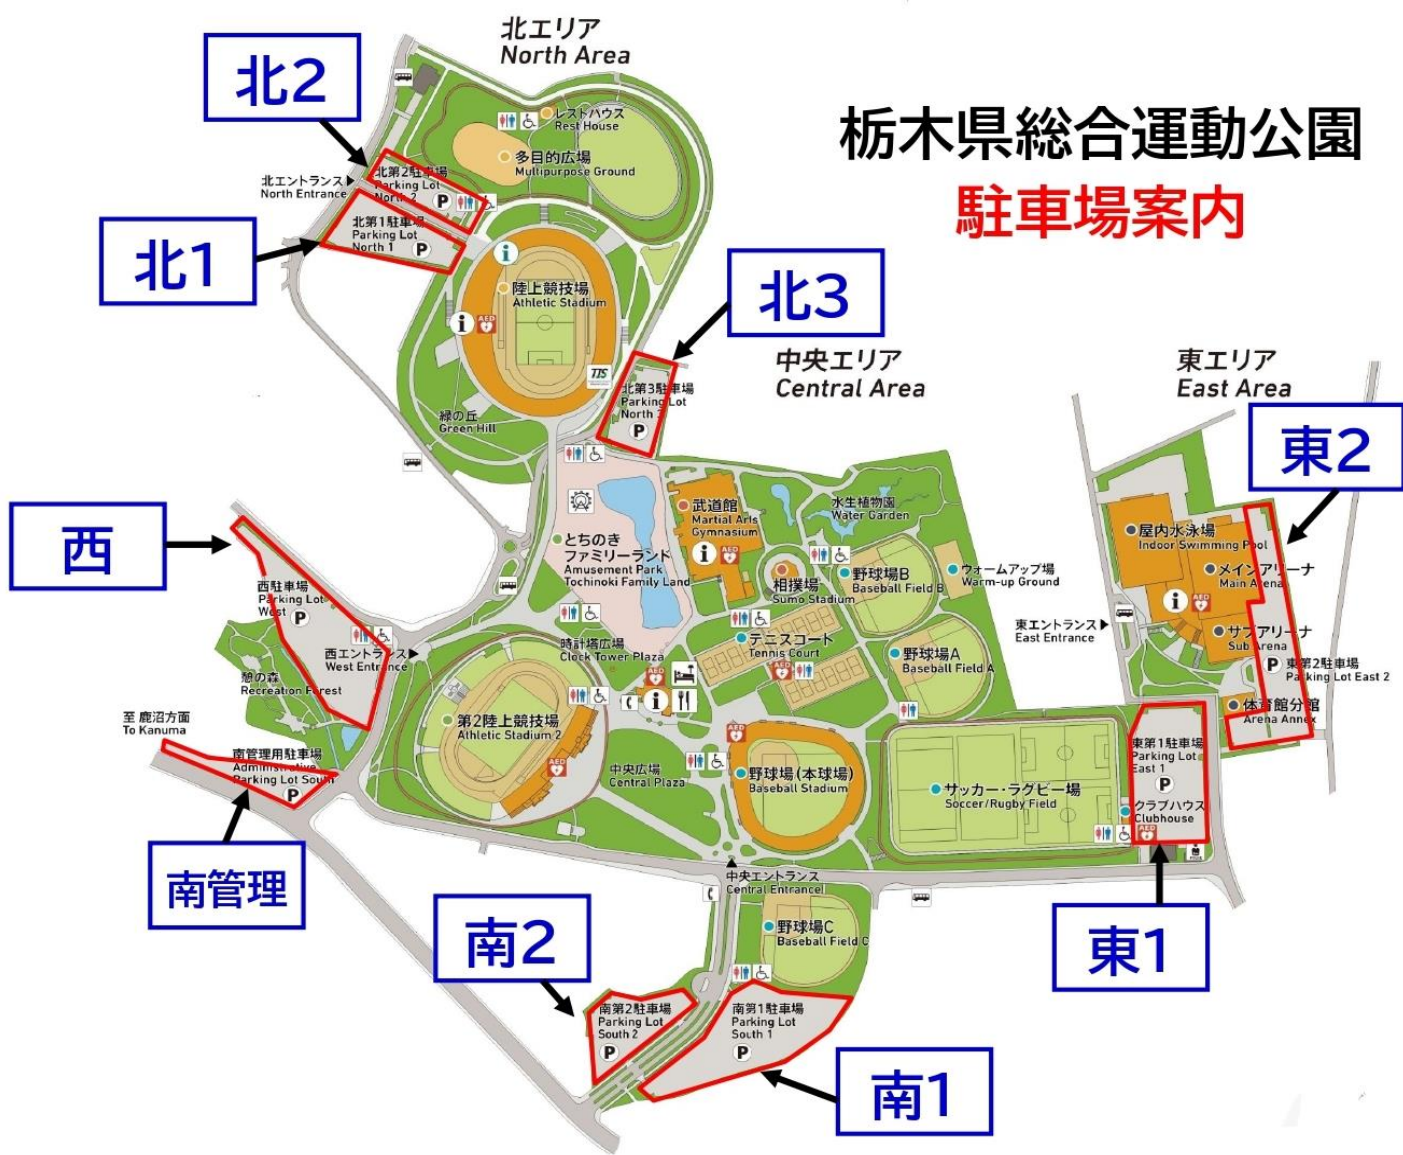 北エリア
North Area
栃木県総合運動公園
駐車場案内
北2
北1
北3
レストハウス
Rest House
多目的広場
Multipurpose Ground
北エントランス
North Entrance
北第2駐車場
Parking Lot
North 2
P
北第1駐車場
Parking Lot
North 1
P
i
陸上競技場
Athletic Stadium
i
AED
TIS
北第3駐車場
Parking Lot
North 3
P
緑の丘
Green Hill
中央エリア
Central Area
東エリア
East Area
東2
西
西駐車場
Parking Lot
West
P
西エントランス
West Entrance
憩の森
Recreation Forest
至 鹿沼方面
To Kanuma
南管理用駐車場
Administrative
Parking Lot South
P
南管理
とちのき
ファミリーランド
Amusement Park
Tochinoki Family Land
武道館
Martial Arts
Gymnasium
i
AED
水生植物園
Water Garden
相撲場
Sumo Stadium
野球場B
Baseball Field B
ウォームアップ場
Warm-up Ground
テニスコート
Tennis Court
AED
野球場A
Baseball Field A
時計塔広場
Clock Tower Plaza
AED
i
第2陸上競技場
Athletic Stadium 2
AED
中央広場
Central Plaza
AED
野球場(本球場)
Baseball Stadium
サッカー・ラグビー場
Soccer/Rugby Field
屋内水泳場
Indoor Swimming Pool
メインアリーナ
Main Arena
i
AED
東エントランス
East Entrance
サブアリーナ
Sub Arena
P
東第2駐車場
Parking Lot East 2
体育館分館
Arena Annex
東第1駐車場
Parking Lot
East 1
P
クラブハウス
Clubhouse
AED
東1
中央エントランス
Central Entrance
野球場C
Baseball Field C
南2
南第2駐車場
Parking Lot
South 2
P
南第1駐車場
Parking Lot
South 1
P
南1